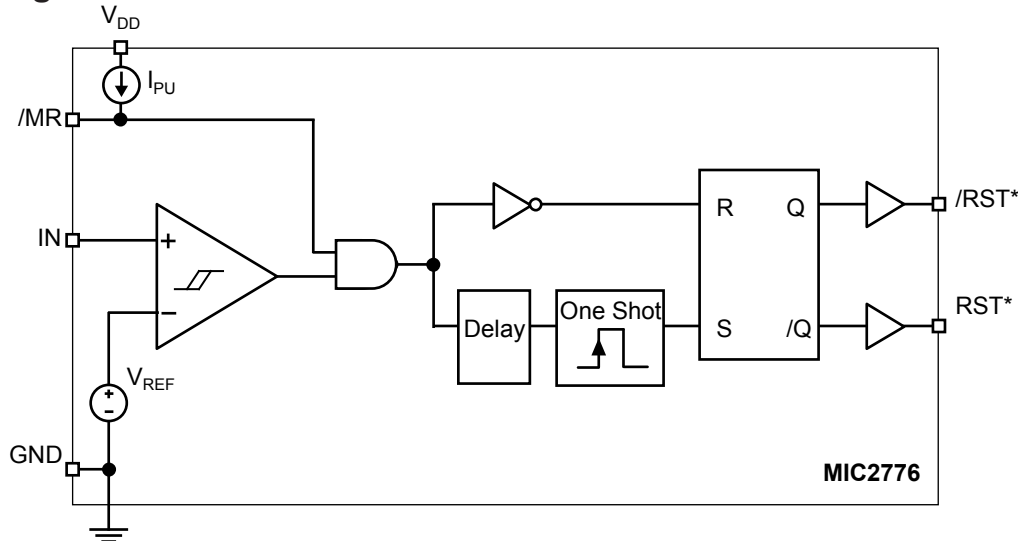 V_DD
I_PU
/MR
IN
+
−
V_REF
+
−
GND
R
Q
S
/Q
Delay
One Shot
/RST*
RST*
MIC2776